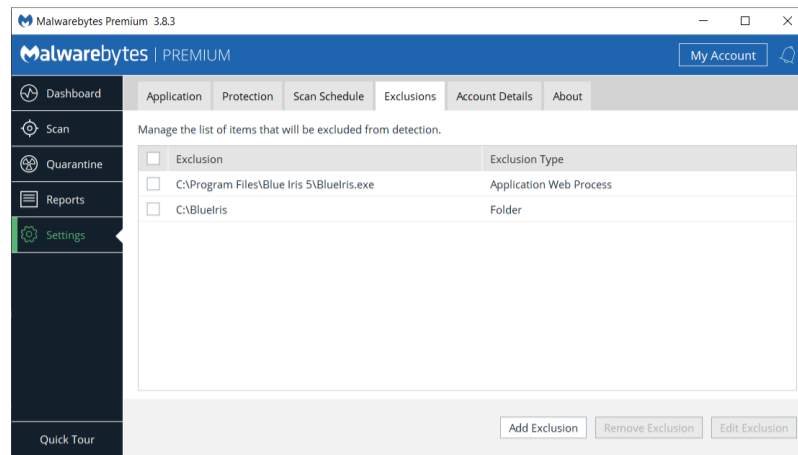 Malwarebytes Premium 3.8.3
Malwarebytes | PREMIUM
My Account
Dashboard
Scan
Quarantine
Reports
Settings
Quick Tour
Application Protection Scan Schedule Exclusions Account Details About
Manage the list of items that will be excluded from detection.
Exclusion Exclusion Type
C:\Program Files\Blue Iris 5\BlueIris.exe Application Web Process
C:\BlueIris Folder
Add Exclusion Remove Exclusion Edit Exclusion